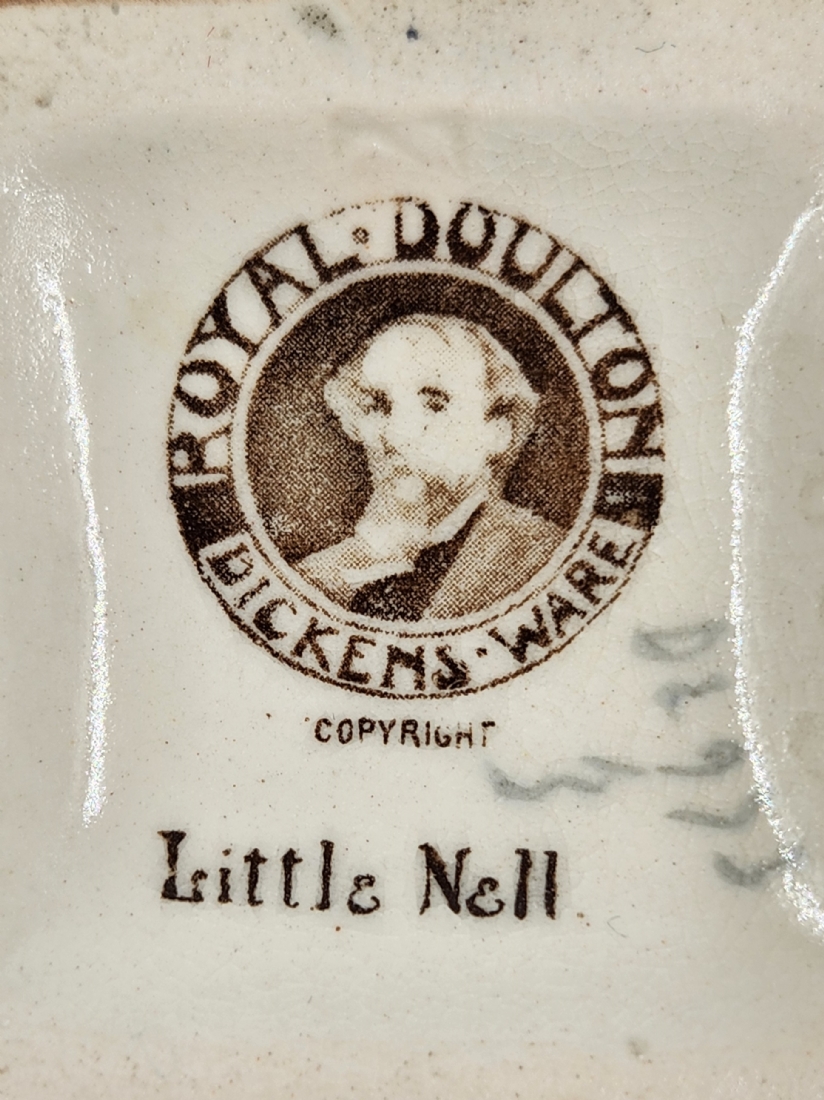 ROYAL · DOULTON
DICKENS · WARE
COPYRIGHT
Little Nell